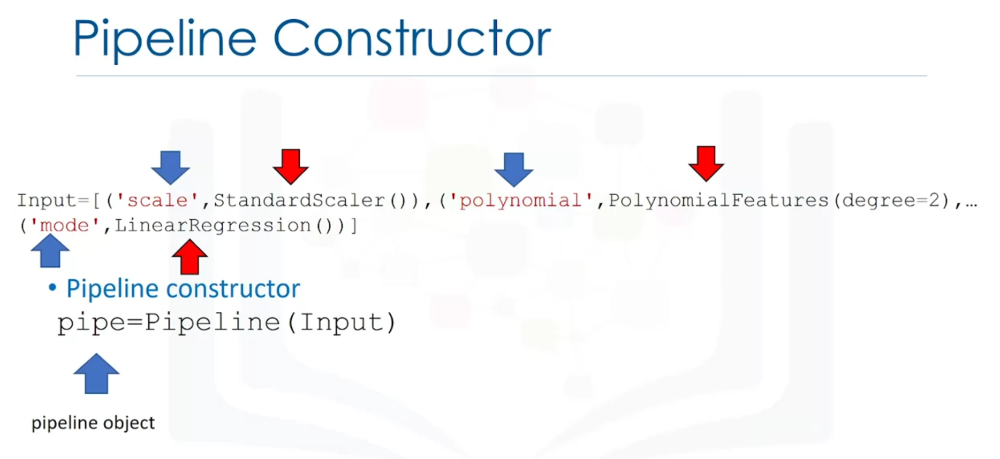 Pipeline Constructor
Input=[('scale',StandardScaler()),('polynomial',PolynomialFeatures(degree=2),…
('mode',LinearRegression())]
• Pipeline constructor
pipe=Pipeline(Input)
pipeline object